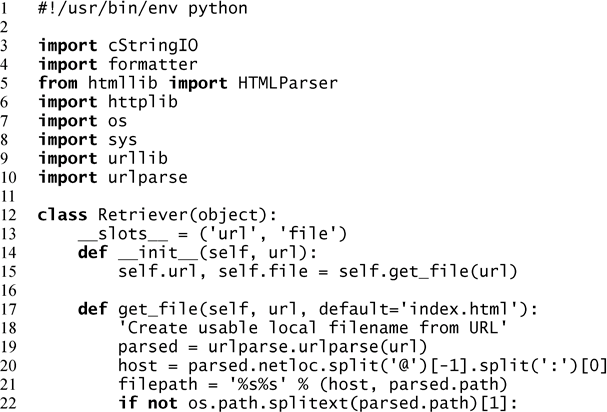 1 #!/usr/bin/env python
2
3 import cStringIO
4 import formatter
5 from htmllib import HTMLParser
6 import httplib
7 import os
8 import sys
9 import urllib
10 import urlparse
11
12 class Retriever(object):
13     __slots__ = ('url', 'file')
14     def __init__(self, url):
15         self.url, self.file = self.get_file(url)
16
17     def get_file(self, url, default='index.html'):
18         'Create usable local filename from URL'
19         parsed = urlparse.urlparse(url)
20         host = parsed.netloc.split('@')[-1].split(':')[0]
21         filepath = '%s%s' % (host, parsed.path)
22         if not os.path.splitext(parsed.path)[1]: